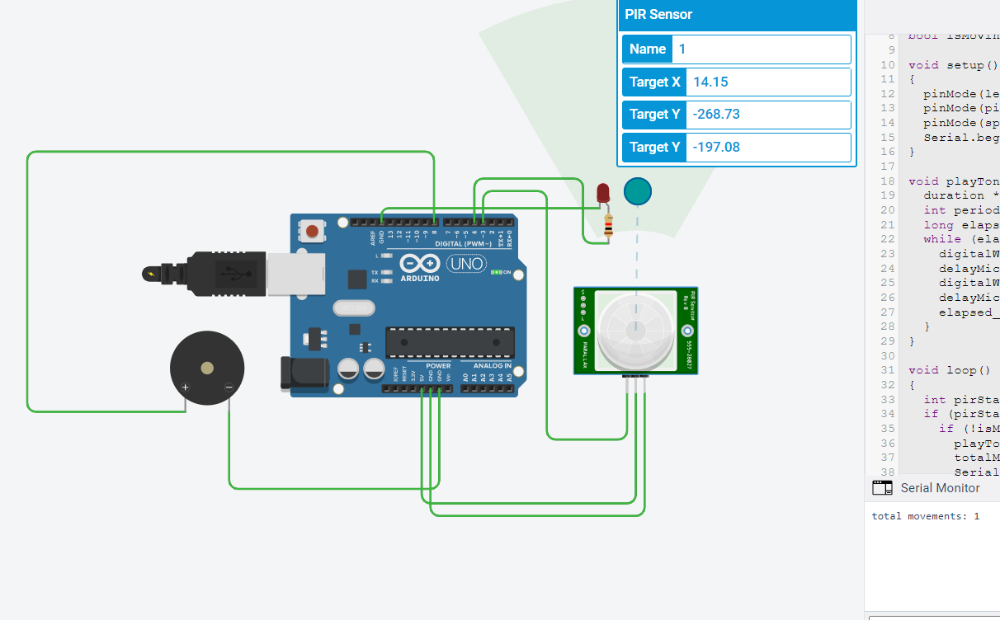 PIR Sensor
Name 1
Target X 14.15
Target Y -268.73
Target Y -197.08
AREF
GND
13
12
~11
~10
~9
8
7
~6
~5
4
~3
2
TX→1
RX←0
DIGITAL (PWM~)
L
TX
RX
ARDUINO
UNO
ON
POWER
ANALOG IN
IOREF
RESET
3.3V
5V
GND
GND
Vin
A0
A1
A2
A3
A4
A5
+
−
PIR Sensor
Rev B
PARALLAX
555-28027
8 bool isMovin
9
10 void setup()
11 {
12 pinMode(le
13 pinMode(pi
14 pinMode(sp
15 Serial.beg
16 }
17
18 void playTon
19 duration *
20 int period
21 long elaps
22 while (ela
23 digitalW
24 delayMic
25 digitalW
26 delayMic
27 elapsed_
28 }
29 }
30
31 void loop()
32 {
33 int pirSta
34 if (pirSta
35 if (!isM
36 playTo
37 totalM
38 Serial
Serial Monitor
total movements: 1